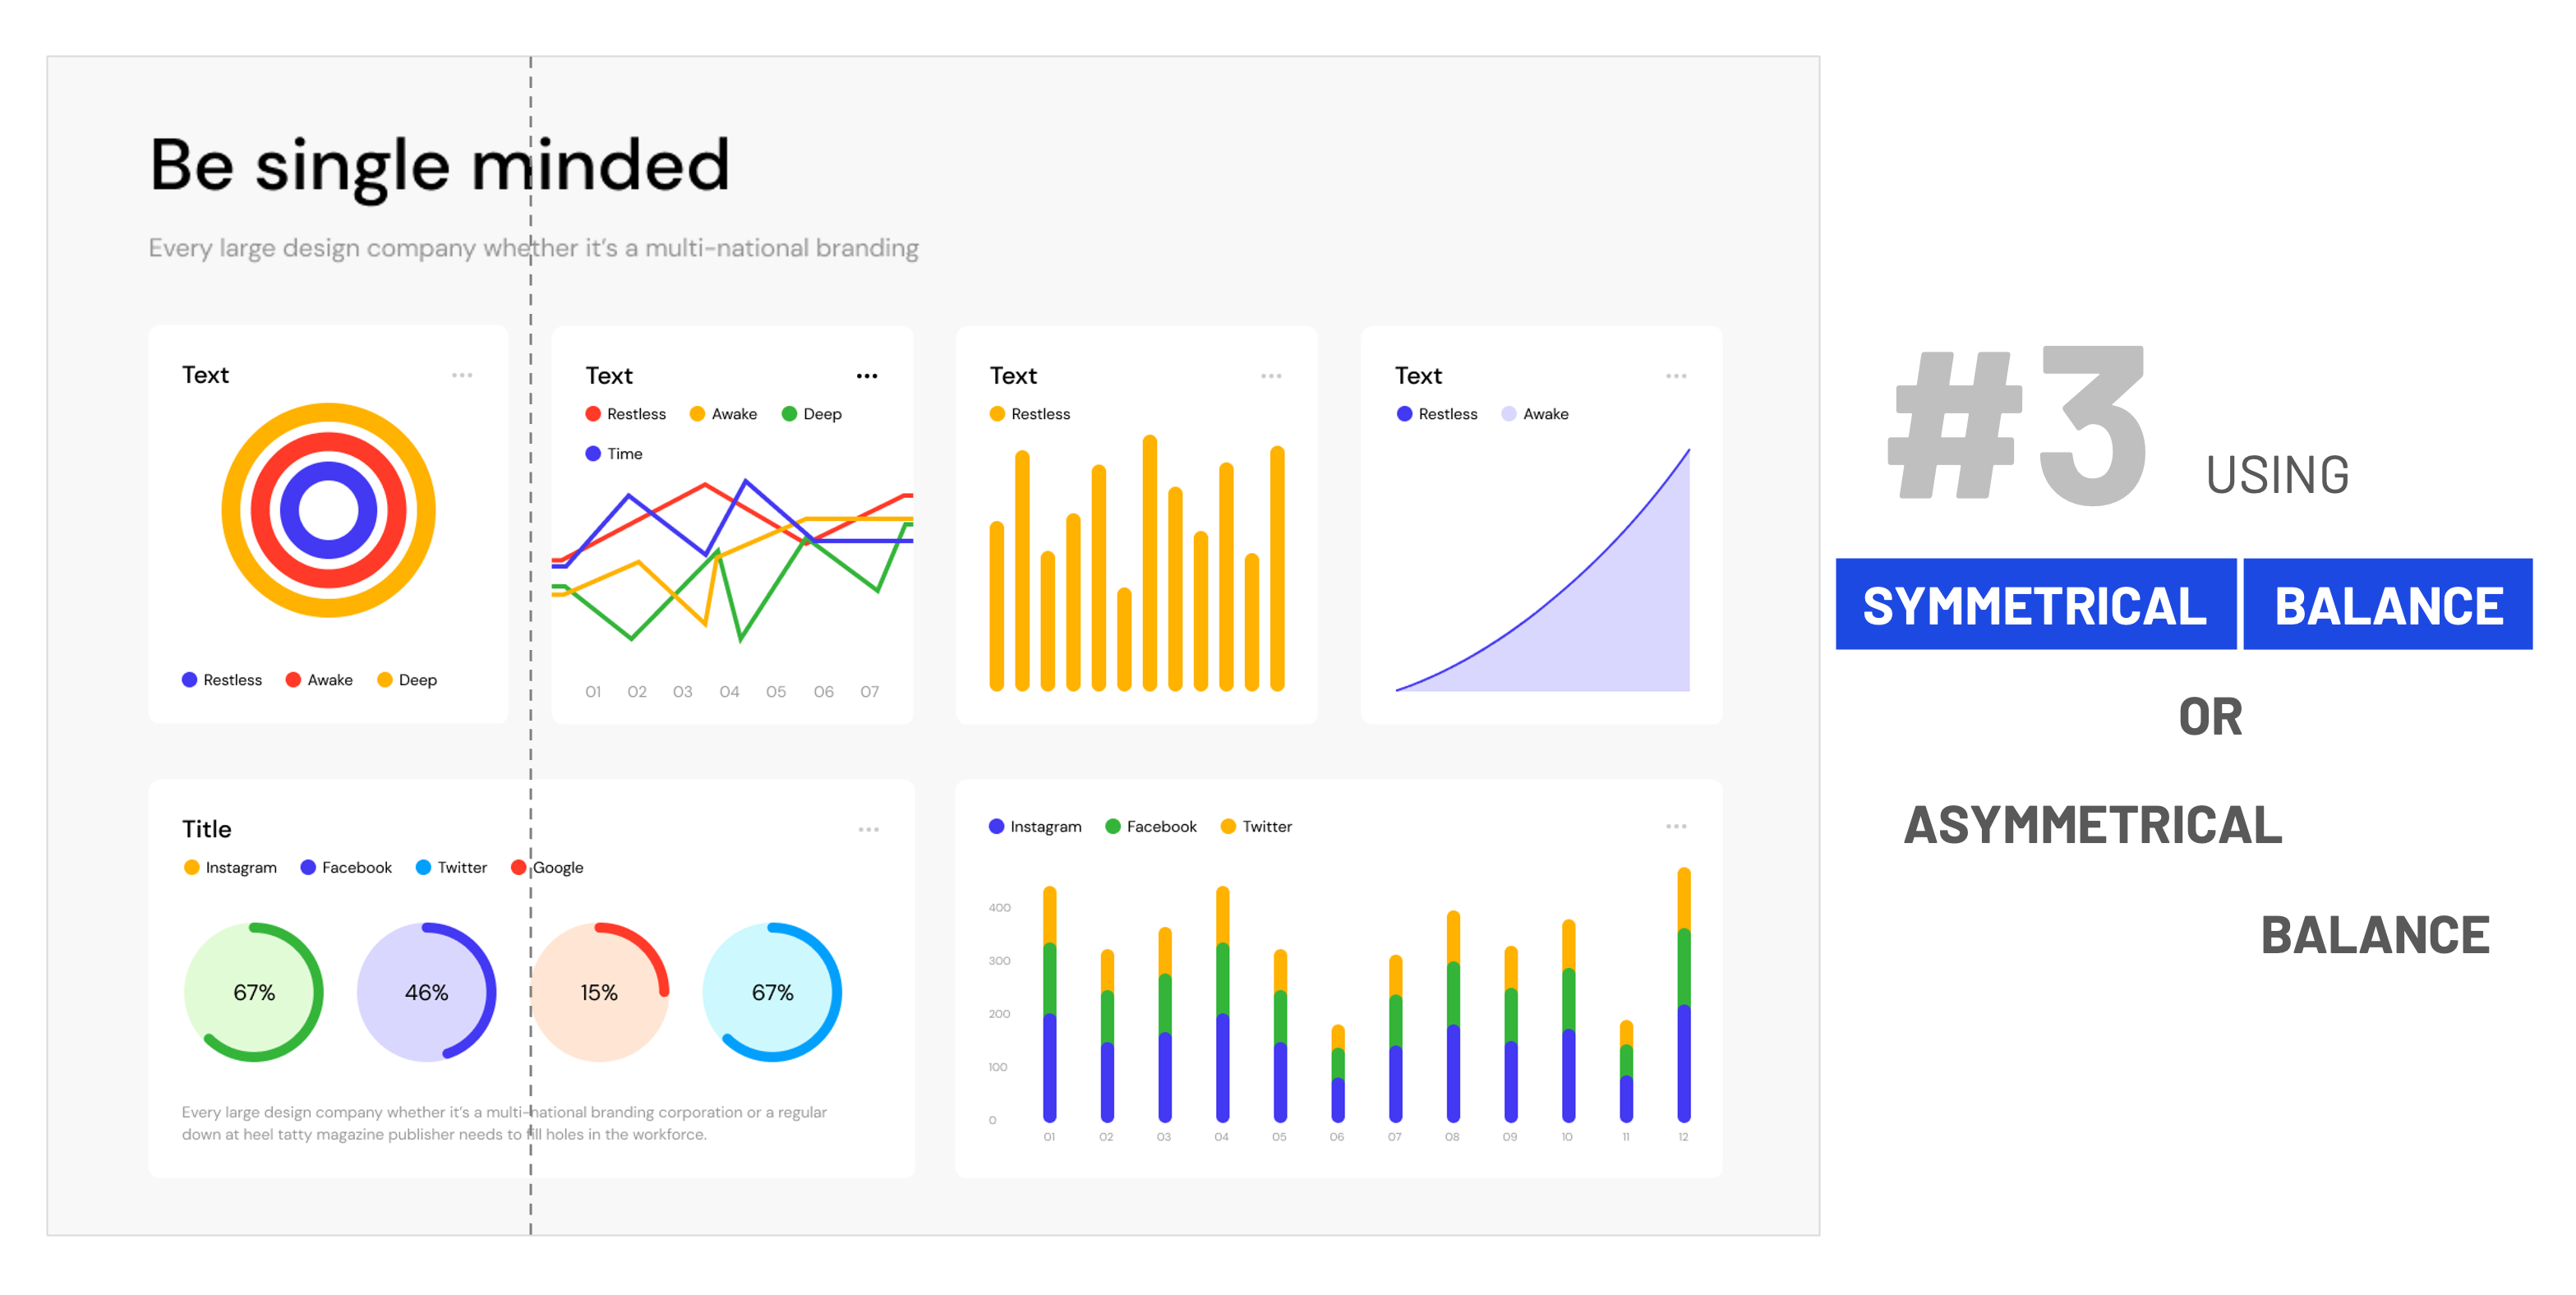 Be single minded
Every large design company whether it's a multi-national branding
Text
Restless Awake Deep
Text
Restless Awake Deep
Time
01 02 03 04 05 06 07
Text
Restless
Text
Restless Awake
Title
Instagram Facebook Twitter Google
67% 46% 15% 67%
Every large design company whether it's a multi-national branding corporation or a regular
down at heel tatty magazine publisher needs to fill holes in the workforce.
Instagram Facebook Twitter
400
300
200
100
0
01 02 03 04 05 06 07 08 09 10 11 12
#3 USING
SYMMETRICAL BALANCE
OR
ASYMMETRICAL
BALANCE